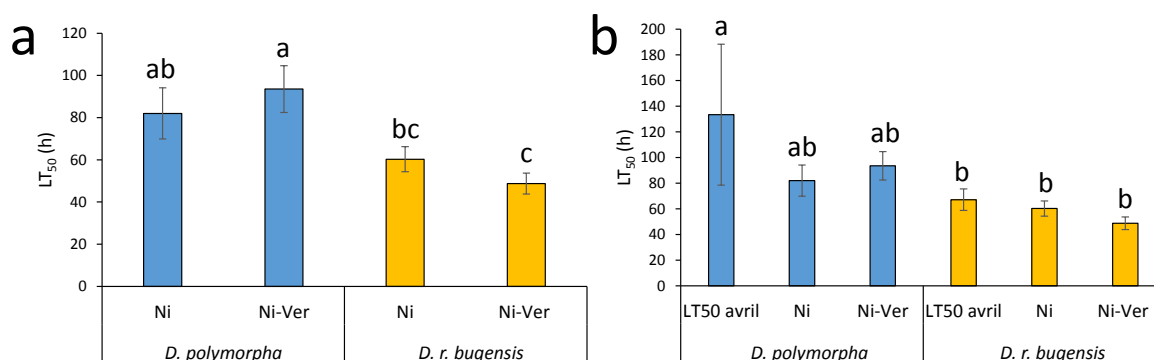 a
LT50 (h)
120
100
80
60
40
20
0
ab
a
bc
c
Ni
Ni-Ver
Ni
Ni-Ver
D. polymorpha
D. r. bugensis
b
LT50 (h)
200
180
160
140
120
100
80
60
40
20
0
a
ab
ab
b
b
b
LT50 avril
Ni
Ni-Ver
LT50 avril
Ni
Ni-Ver
D. polymorpha
D. r. bugensis